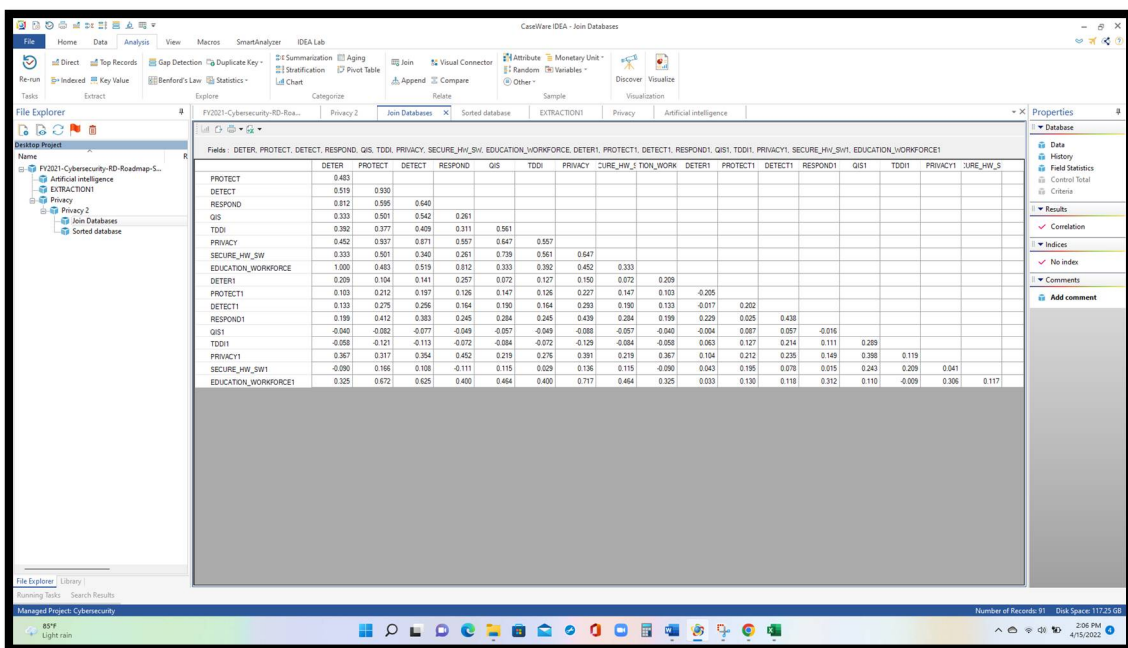 CaseWare IDEA - Join Databases
File Home Data Analysis View Macros SmartAnalyzer IDEA Lab
Re-run
Direct Top Records
Indexed Key Value
Gap Detection Duplicate Key
Benford's Law Statistics
Summarization Aging
Stratification Pivot Table
Chart
Join Visual Connector
Append Compare
Attribute Monetary Unit
Random Variables
Other
Discover Visualize
Tasks Extract Explore Categorize Relate Sample Visualization
File Explorer
FY2021-Cybersecurity-RD-Roa... Privacy 2 Join Databases X Sorted database EXTRACTION1 Privacy Artificial intelligence
Properties
Desktop Project
Name R
FY2021-Cybersecurity-RD-Roadmap-S...
Artificial intelligence
EXTRACTION1
Privacy
Privacy 2
Join Databases
Sorted database
Fields : DETER, PROTECT, DETECT, RESPOND, QIS, TDDI, PRIVACY, SECURE_HW_SW, EDUCATION_WORKFORCE, DETER1, PROTECT1, DETECT1, RESPOND1, QIS1, TDDI1, PRIVACY1, SECURE_HW_SW1, EDUCATION_WORKFORCE1
DETER PROTECT DETECT RESPOND QIS TDDI PRIVACY CURE_HW_S TION_WORK DETER1 PROTECT1 DETECT1 RESPOND1 QIS1 TDDI1 PRIVACY1 CURE_HW_S
PROTECT 0.483
DETECT 0.519 0.930
RESPOND 0.812 0.595 0.640
QIS 0.333 0.501 0.542 0.261
TDDI 0.392 0.377 0.409 0.311 0.561
PRIVACY 0.452 0.937 0.871 0.557 0.647 0.557
SECURE_HW_SW 0.333 0.501 0.340 0.261 0.739 0.561 0.647
EDUCATION_WORKFORCE 1.000 0.483 0.519 0.812 0.333 0.392 0.452 0.333
DETER1 0.209 0.104 0.141 0.257 0.072 0.127 0.150 0.072 0.209
PROTECT1 0.103 0.212 0.197 0.126 0.147 0.126 0.227 0.147 0.103 -0.205
DETECT1 0.133 0.275 0.256 0.164 0.190 0.164 0.293 0.190 0.133 -0.017 0.202
RESPOND1 0.199 0.412 0.383 0.245 0.284 0.245 0.439 0.284 0.199 0.229 0.025 0.438
QIS1 -0.040 -0.082 -0.077 -0.049 -0.057 -0.049 -0.088 -0.057 -0.040 -0.004 0.087 0.057 -0.016
TDDI1 -0.058 -0.121 -0.113 -0.072 -0.084 -0.072 -0.129 -0.084 -0.058 0.063 0.127 0.214 0.111 0.289
PRIVACY1 0.367 0.317 0.354 0.452 0.219 0.276 0.391 0.219 0.367 0.104 0.212 0.235 0.149 0.398 0.119
SECURE_HW_SW1 -0.090 0.166 0.108 -0.111 0.115 0.029 0.136 0.115 -0.090 0.043 0.195 0.078 0.015 0.243 0.209 0.041
EDUCATION_WORKFORCE1 0.325 0.672 0.625 0.400 0.464 0.400 0.717 0.464 0.325 0.033 0.130 0.118 0.312 0.110 -0.009 0.306 0.117
Database
Data
History
Field Statistics
Control Total
Criteria
Results
Correlation
Indices
No index
Comments
Add comment
File Explorer Library
Running Tasks Search Results
Managed Project: Cybersecurity
Number of Records: 91 Disk Space: 117.25 GB
85°F
Light rain
2:06 PM
4/15/2022